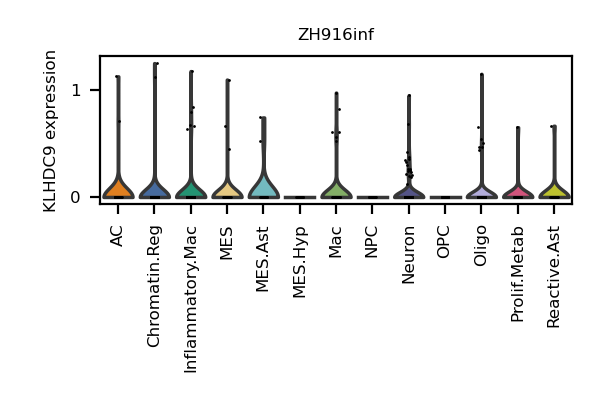 ZH916inf
KLHDC9 expression
1
0
AC
Chromatin.Reg
Inflammatory.Mac
MES
MES.Ast
MES.Hyp
Mac
NPC
Neuron
OPC
Oligo
Prolif.Metab
Reactive.Ast